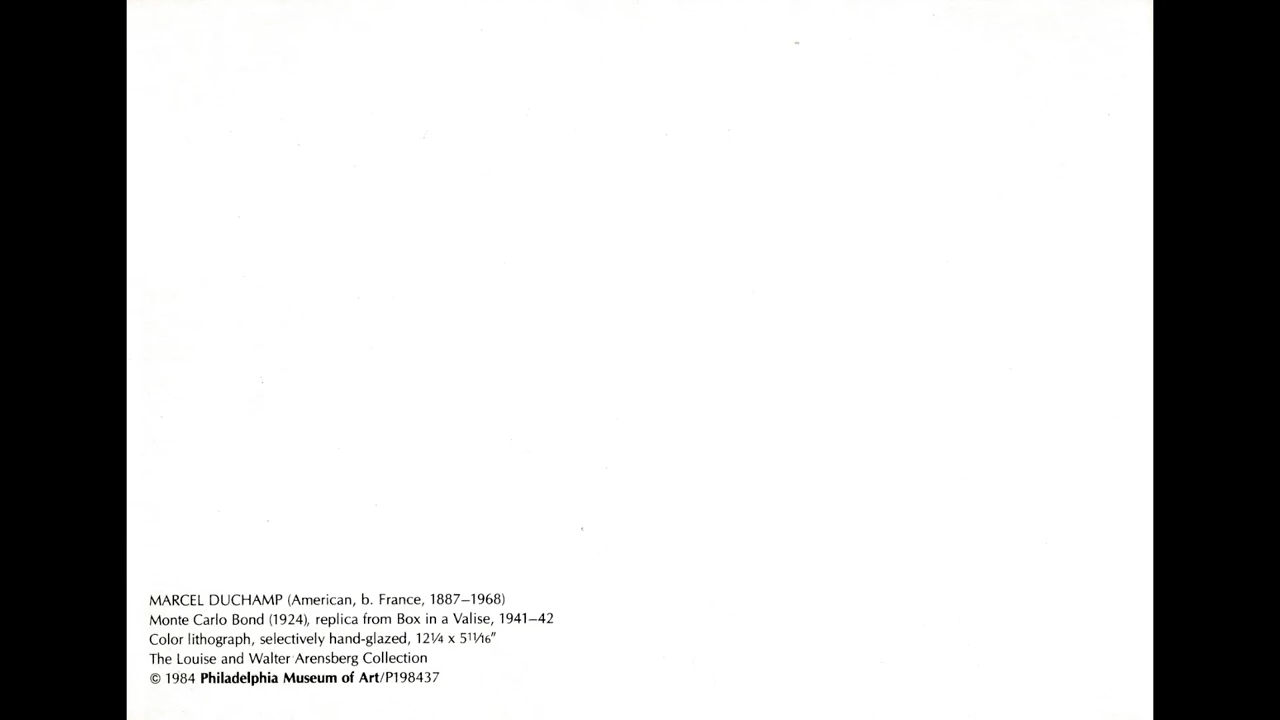 MARCEL DUCHAMP (American, b. France, 1887–1968)
Monte Carlo Bond (1924), replica from Box in a Valise, 1941–42
Color lithograph, selectively hand-glazed, 12¼ x 5¹¹⁄₁₆"
The Louise and Walter Arensberg Collection
© 1984 Philadelphia Museum of Art/P198437